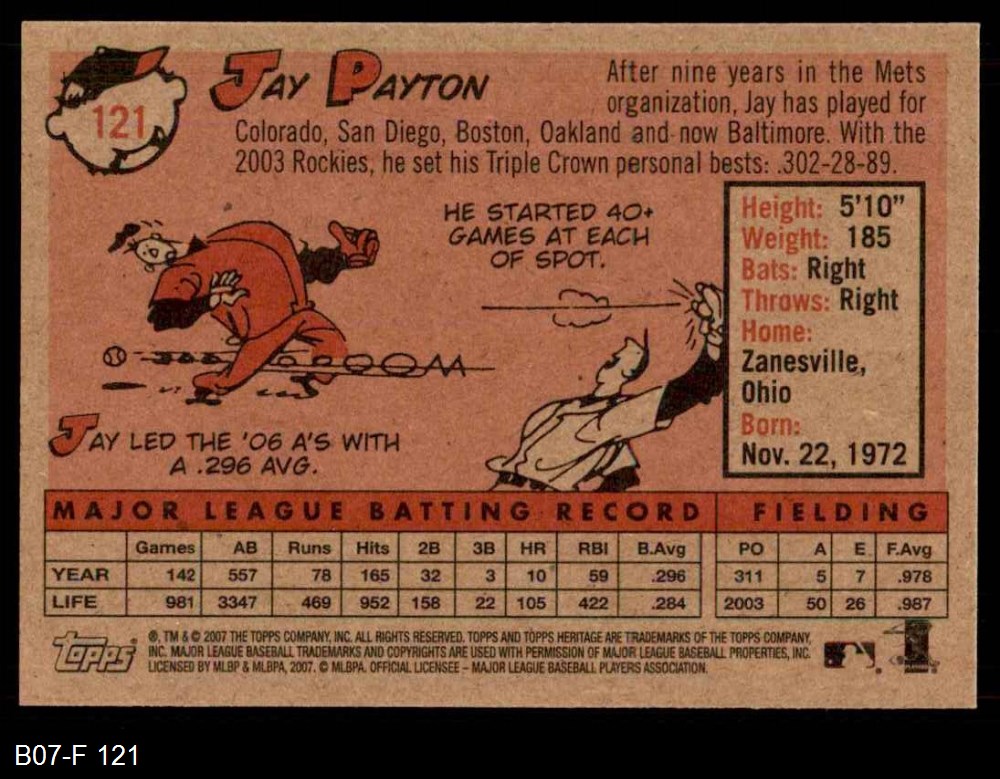 121
JAY PAYTON
After nine years in the Mets
organization, Jay has played for
Colorado, San Diego, Boston, Oakland and now Baltimore. With the
2003 Rockies, he set his Triple Crown personal bests: .302-28-89.
HE STARTED 40+
GAMES AT EACH
OF SPOT.
JAY LED THE '06 A'S WITH
A .296 AVG.
Height: 5'10"
Weight: 185
Bats: Right
Throws: Right
Home:
Zanesville,
Ohio
Born:
Nov. 22, 1972
MAJOR LEAGUE BATTING RECORD FIELDING
Games AB Runs Hits 2B 3B HR RBI B.Avg PO A E F.Avg
YEAR 142 557 78 165 32 3 10 59 .296 311 5 7 .978
LIFE 981 3347 469 952 158 22 105 422 .284 2003 50 26 .987
Topps
®, TM & © 2007 THE TOPPS COMPANY, INC. ALL RIGHTS RESERVED. TOPPS AND TOPPS HERITAGE ARE TRADEMARKS OF THE TOPPS COMPANY,
INC. MAJOR LEAGUE BASEBALL TRADEMARKS AND COPYRIGHTS ARE USED WITH PERMISSION OF MAJOR LEAGUE BASEBALL PROPERTIES, INC.
LICENSED BY MLBP & MLBPA, 2007. © MLBPA. OFFICIAL LICENSEE – MAJOR LEAGUE BASEBALL PLAYERS ASSOCIATION.
B07-F 121